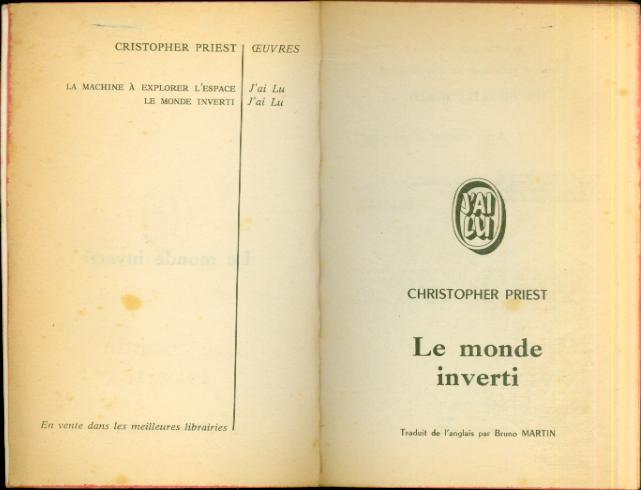 CRISTOPHER PRIEST ŒUVRES
LA MACHINE À EXPLORER L'ESPACE J'ai Lu
LE MONDE INVERTI J'ai Lu
En vente dans les meilleures librairies
J'AI
LU
CHRISTOPHER PRIEST
Le monde
inverti
Traduit de l'anglais par Bruno MARTIN